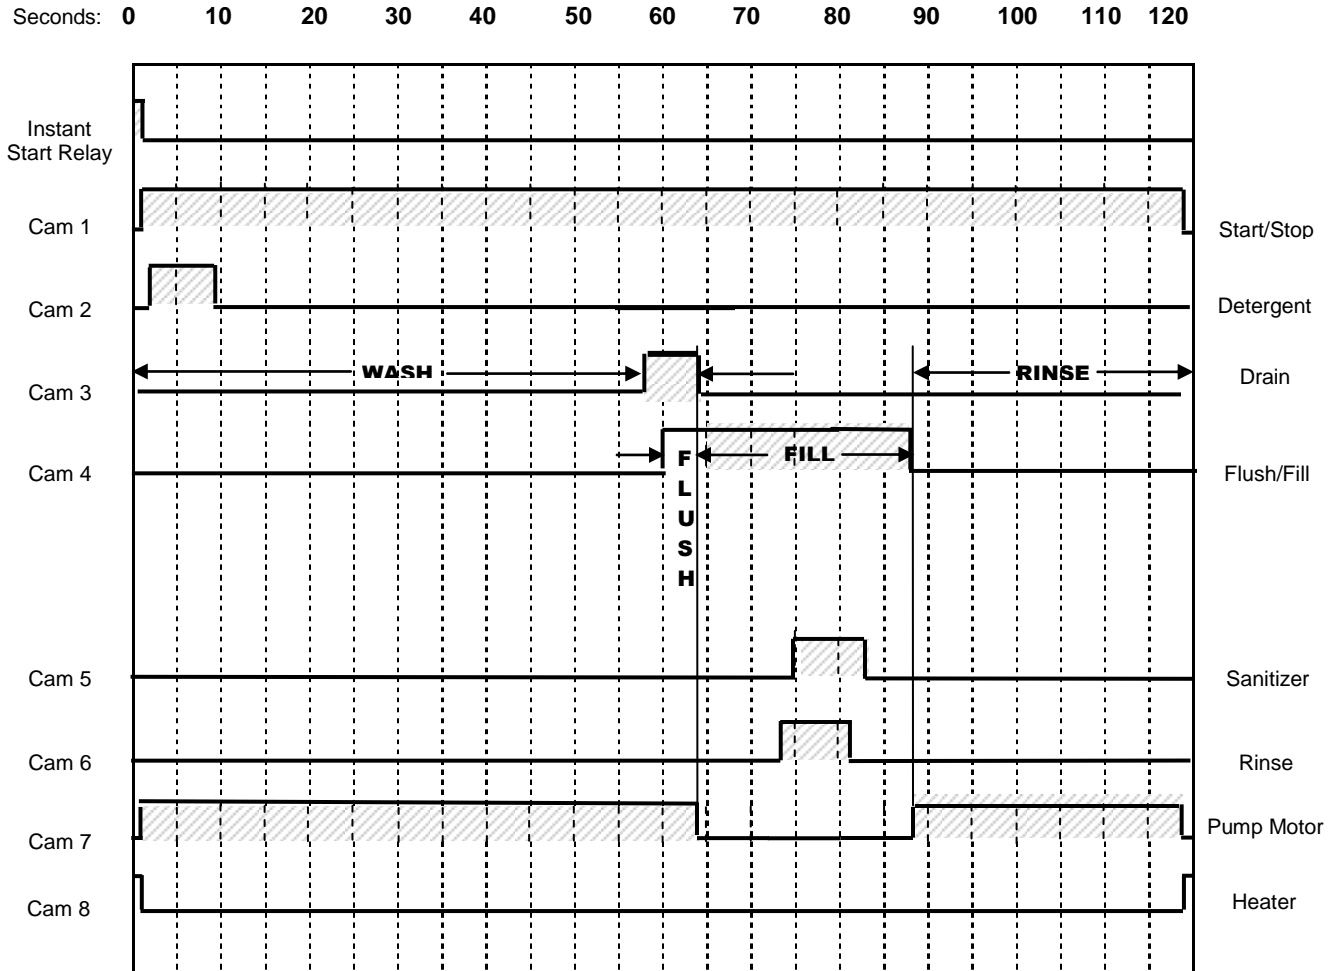 Seconds: 0 10 20 30 40 50 60 70 80 90 100 110 120
Instant
Start Relay
Cam 1
Start/Stop
Cam 2
Detergent
WASH
RINSE
Cam 3
Drain
FILL
Cam 4
Flush/Fill
F
L
U
S
H
Cam 5
Sanitizer
Cam 6
Rinse
Cam 7
Pump Motor
Cam 8
Heater